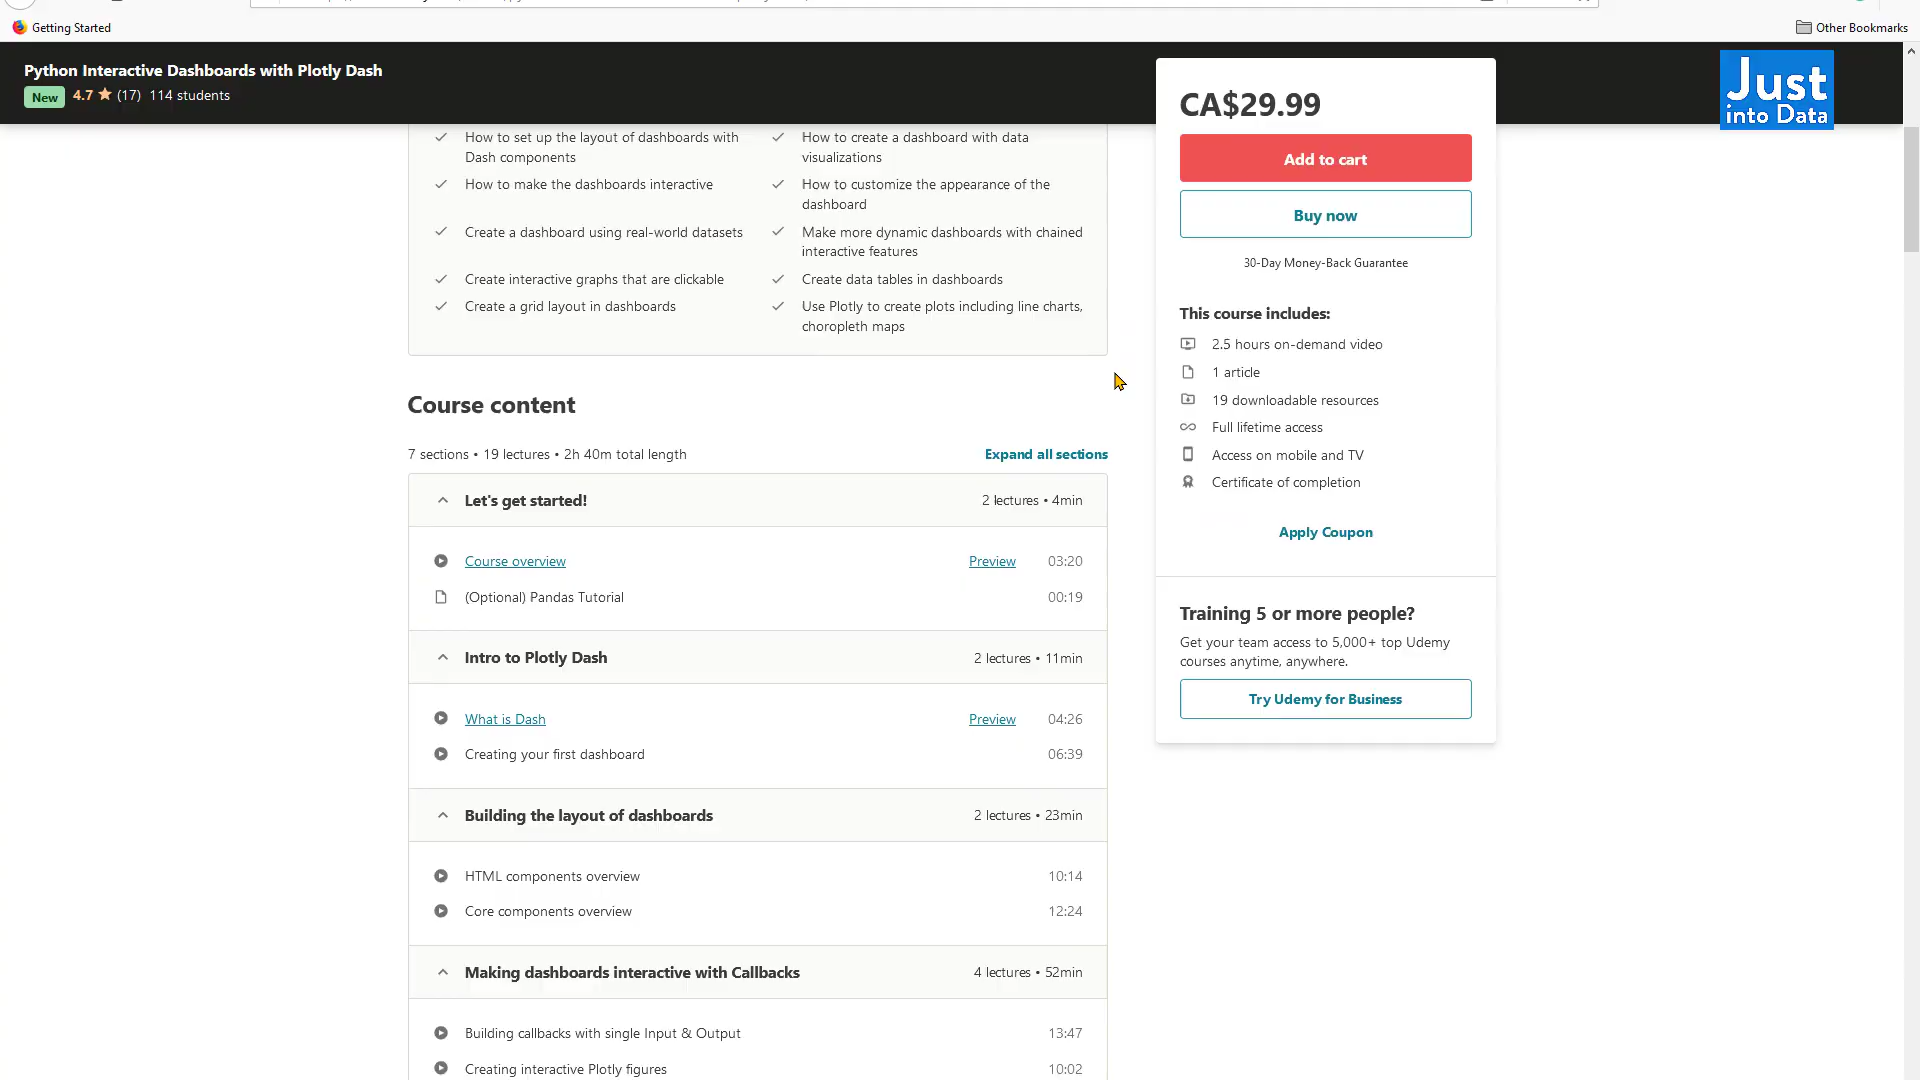 Getting Started
Other Bookmarks
Python Interactive Dashboards with Plotly Dash
New 4.7 (17) 114 students
Just
into Data
How to set up the layout of dashboards with
Dash components
How to create a dashboard with data
visualizations
How to make the dashboards interactive
How to customize the appearance of the
dashboard
Create a dashboard using real-world datasets
Make more dynamic dashboards with chained
interactive features
Create interactive graphs that are clickable
Create data tables in dashboards
Create a grid layout in dashboards
Use Plotly to create plots including line charts,
choropleth maps
CA$29.99
Add to cart
Buy now
30-Day Money-Back Guarantee
This course includes:
2.5 hours on-demand video
1 article
19 downloadable resources
Full lifetime access
Access on mobile and TV
Certificate of completion
Apply Coupon
Training 5 or more people?
Get your team access to 5,000+ top Udemy
courses anytime, anywhere.
Try Udemy for Business
Course content
7 sections • 19 lectures • 2h 40m total length
Expand all sections
Let's get started! 2 lectures • 4min
Course overview Preview 03:20
(Optional) Pandas Tutorial 00:19
Intro to Plotly Dash 2 lectures • 11min
What is Dash Preview 04:26
Creating your first dashboard 06:39
Building the layout of dashboards 2 lectures • 23min
HTML components overview 10:14
Core components overview 12:24
Making dashboards interactive with Callbacks 4 lectures • 52min
Building callbacks with single Input & Output 13:47
Creating interactive Plotly figures 10:02